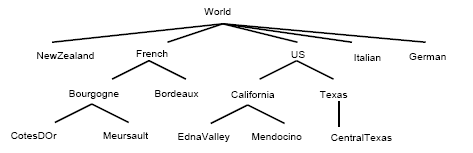 World
NewZealand French US Italian German
Bourgogne Bordeaux California Texas
CotesDOr Meursault EdnaValley Mendocino CentralTexas